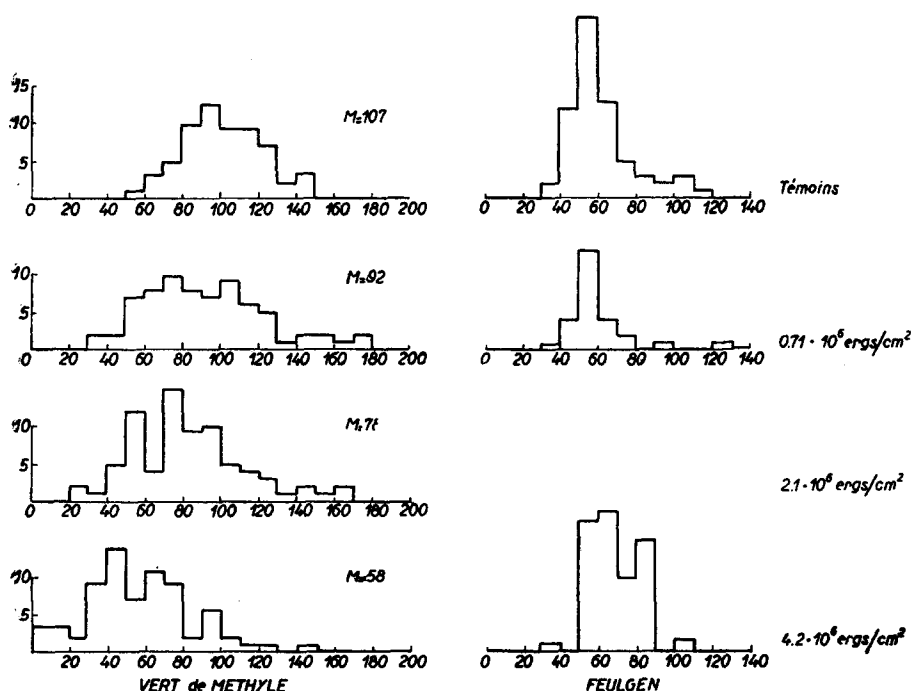 15
10
5
M=107
0 20 40 60 80 100 120 140 160 180 200
0 20 40 60 80 100 120 140
Témoins
10
5
M=92
0 20 40 60 80 100 120 140 160 180 200
0 20 40 60 80 100 120 140
0.71 · 10⁶ ergs/cm²
10
5
0 20 40 60 80 100 120 140 160 180 200
2.1 · 10⁶ ergs/cm²
10
5
M=58
20 40 60 80 100 120 140 160 180 200
0 20 40 60 80 100 120 140
4.2 · 10⁶ ergs/cm²
VERT de METHYLE
FEULGEN